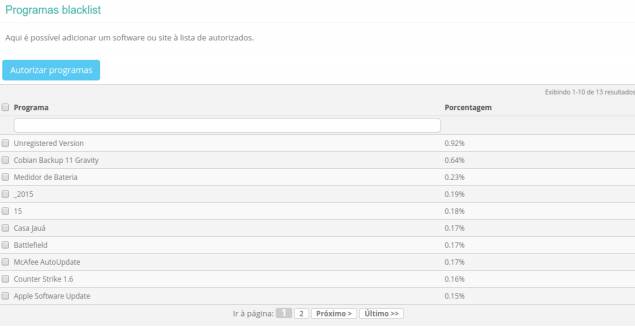 Programas blacklist
Aqui é possível adicionar um software ou site à lista de autorizados.
Autorizar programas
Exibindo 1-10 de 13 resultados
Programa Porcentagem
Unregistered Version 0.92%
Cobian Backup 11 Gravity 0.64%
Medidor de Bateria 0.23%
_2015 0.19%
15 0.18%
Casa Jauá 0.17%
Battlefield 0.17%
McAfee AutoUpdate 0.17%
Counter Strike 1.6 0.16%
Apple Software Update 0.15%
Ir à página: 1 2 Próximo > Último >>